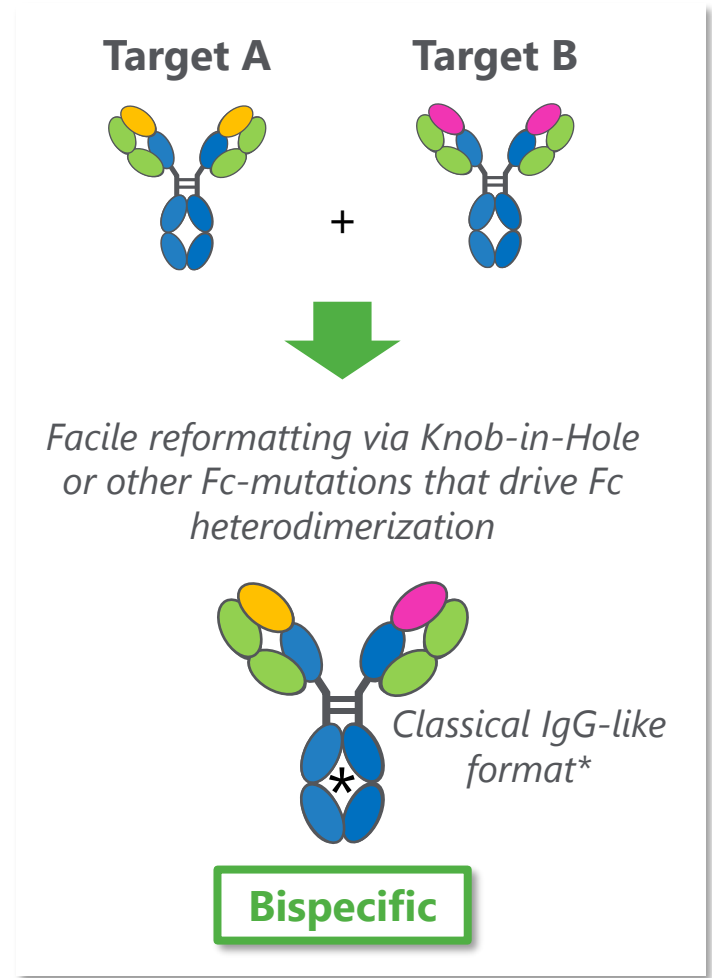 Target A
Target B
+
Facile reformatting via Knob-in-Hole
or other Fc-mutations that drive Fc
heterodimerization
Classical IgG-like
format*
*
Bispecific